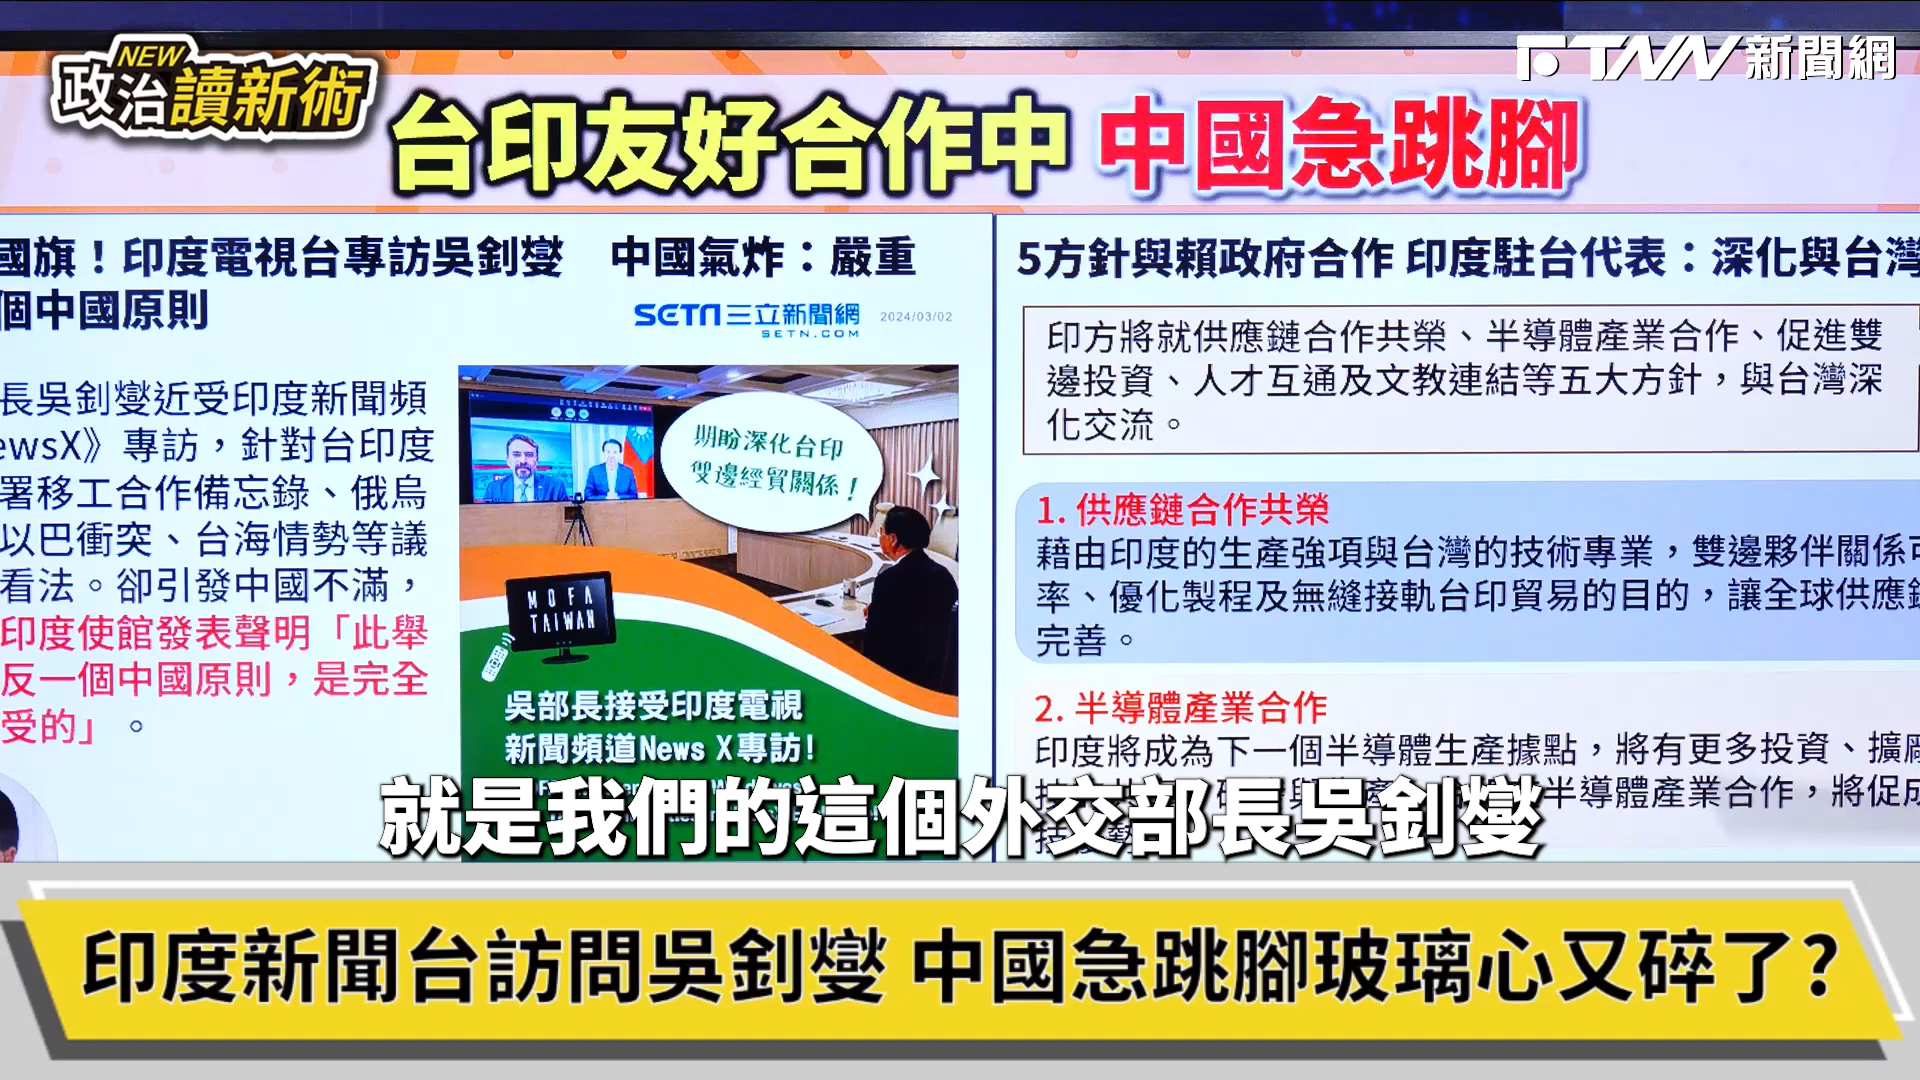 NEW
政治讀新術
TNN新聞網
台印友好合作中 中國急跳腳
國旗！印度電視台專訪吳釗燮 中國氣炸：嚴重
個中國原則
SETN三立新聞網
SETN.COM
2024/03/02
長吳釗燮近受印度新聞頻
ewsX》專訪，針對台印度
署移工合作備忘錄、俄烏
以巴衝突、台海情勢等議
看法。卻引發中國不滿，
印度使館發表聲明「此舉
反一個中國原則，是完全
受的」。
期盼深化台印
雙邊經貿關係！
MOFA
TAIWAN
吳部長接受印度電視
新聞頻道News X專訪！
5方針與賴政府合作 印度駐台代表：深化與台灣
印方將就供應鏈合作共榮、半導體產業合作、促進雙
邊投資、人才互通及文教連結等五大方針，與台灣深
化交流。
1. 供應鏈合作共榮
藉由印度的生產強項與台灣的技術專業，雙邊夥伴關係可
率、優化製程及無縫接軌台印貿易的目的，讓全球供應鏈
完善。
2. 半導體產業合作
印度將成為下一個半導體生產據點，將有更多投資、擴廠
半導體產業合作，將促成
就是我們的這個外交部長吳釗燮
印度新聞台訪問吳釗燮 中國急跳腳玻璃心又碎了?